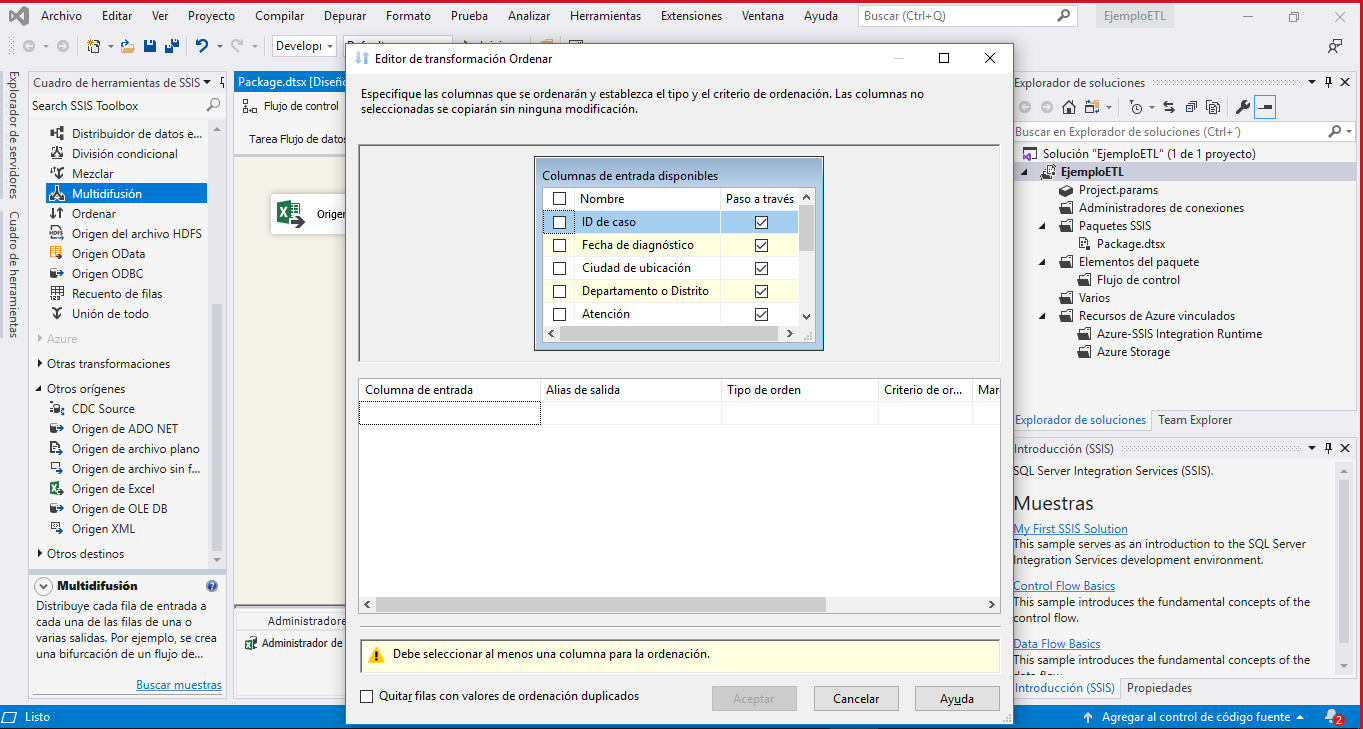 Archivo Editar Ver Proyecto Compilar Depurar Formato Prueba Analizar Herramientas Extensiones Ventana Ayuda Buscar (Ctrl+Q) EjemploETL
Developi
Explorador de servidores
Cuadro de herramientas
Cuadro de herramientas de SSIS
Search SSIS Toolbox
Distribuidor de datos e...
División condicional
Mezclar
Multidifusión
Ordenar
Origen del archivo HDFS
Origen OData
Origen ODBC
Recuento de filas
Unión de todo
Azure
Otras transformaciones
Otros orígenes
CDC Source
Origen de ADO NET
Origen de archivo plano
Origen de archivo sin f...
Origen de Excel
Origen de OLE DB
Origen XML
Otros destinos
Multidifusión
Distribuye cada fila de entrada a
cada una de las filas de una o
varias salidas. Por ejemplo, se crea
una bifurcación de un flujo de...
Buscar muestras
Package.dtsx [Diseño
Flujo de control
Tarea Flujo de datos
Origen
Administradore
Administrador de
Editor de transformación Ordenar
Especifique las columnas que se ordenarán y establezca el tipo y el criterio de ordenación. Las columnas no
seleccionadas se copiarán sin ninguna modificación.
Columnas de entrada disponibles
Nombre Paso a través
ID de caso
Fecha de diagnóstico
Ciudad de ubicación
Departamento o Distrito
Atención
Columna de entrada Alias de salida Tipo de orden Criterio de or... Mar
Debe seleccionar al menos una columna para la ordenación.
Quitar filas con valores de ordenación duplicados
Aceptar Cancelar Ayuda
Explorador de soluciones
Buscar en Explorador de soluciones (Ctrl+´)
Solución "EjemploETL" (1 de 1 proyecto)
EjemploETL
Project.params
Administradores de conexiones
Paquetes SSIS
Package.dtsx
Elementos del paquete
Flujo de control
Varios
Recursos de Azure vinculados
Azure-SSIS Integration Runtime
Azure Storage
Explorador de soluciones Team Explorer
Introducción (SSIS)
SQL Server Integration Services (SSIS).
Muestras
My First SSIS Solution
This sample serves as an introduction to the SQL Server
Integration Services development environment.
Control Flow Basics
This sample introduces the fundamental concepts of the
control flow.
Data Flow Basics
This sample introduces the fundamental concepts of the
Introducción (SSIS) Propiedades
Listo
Agregar al control de código fuente 2